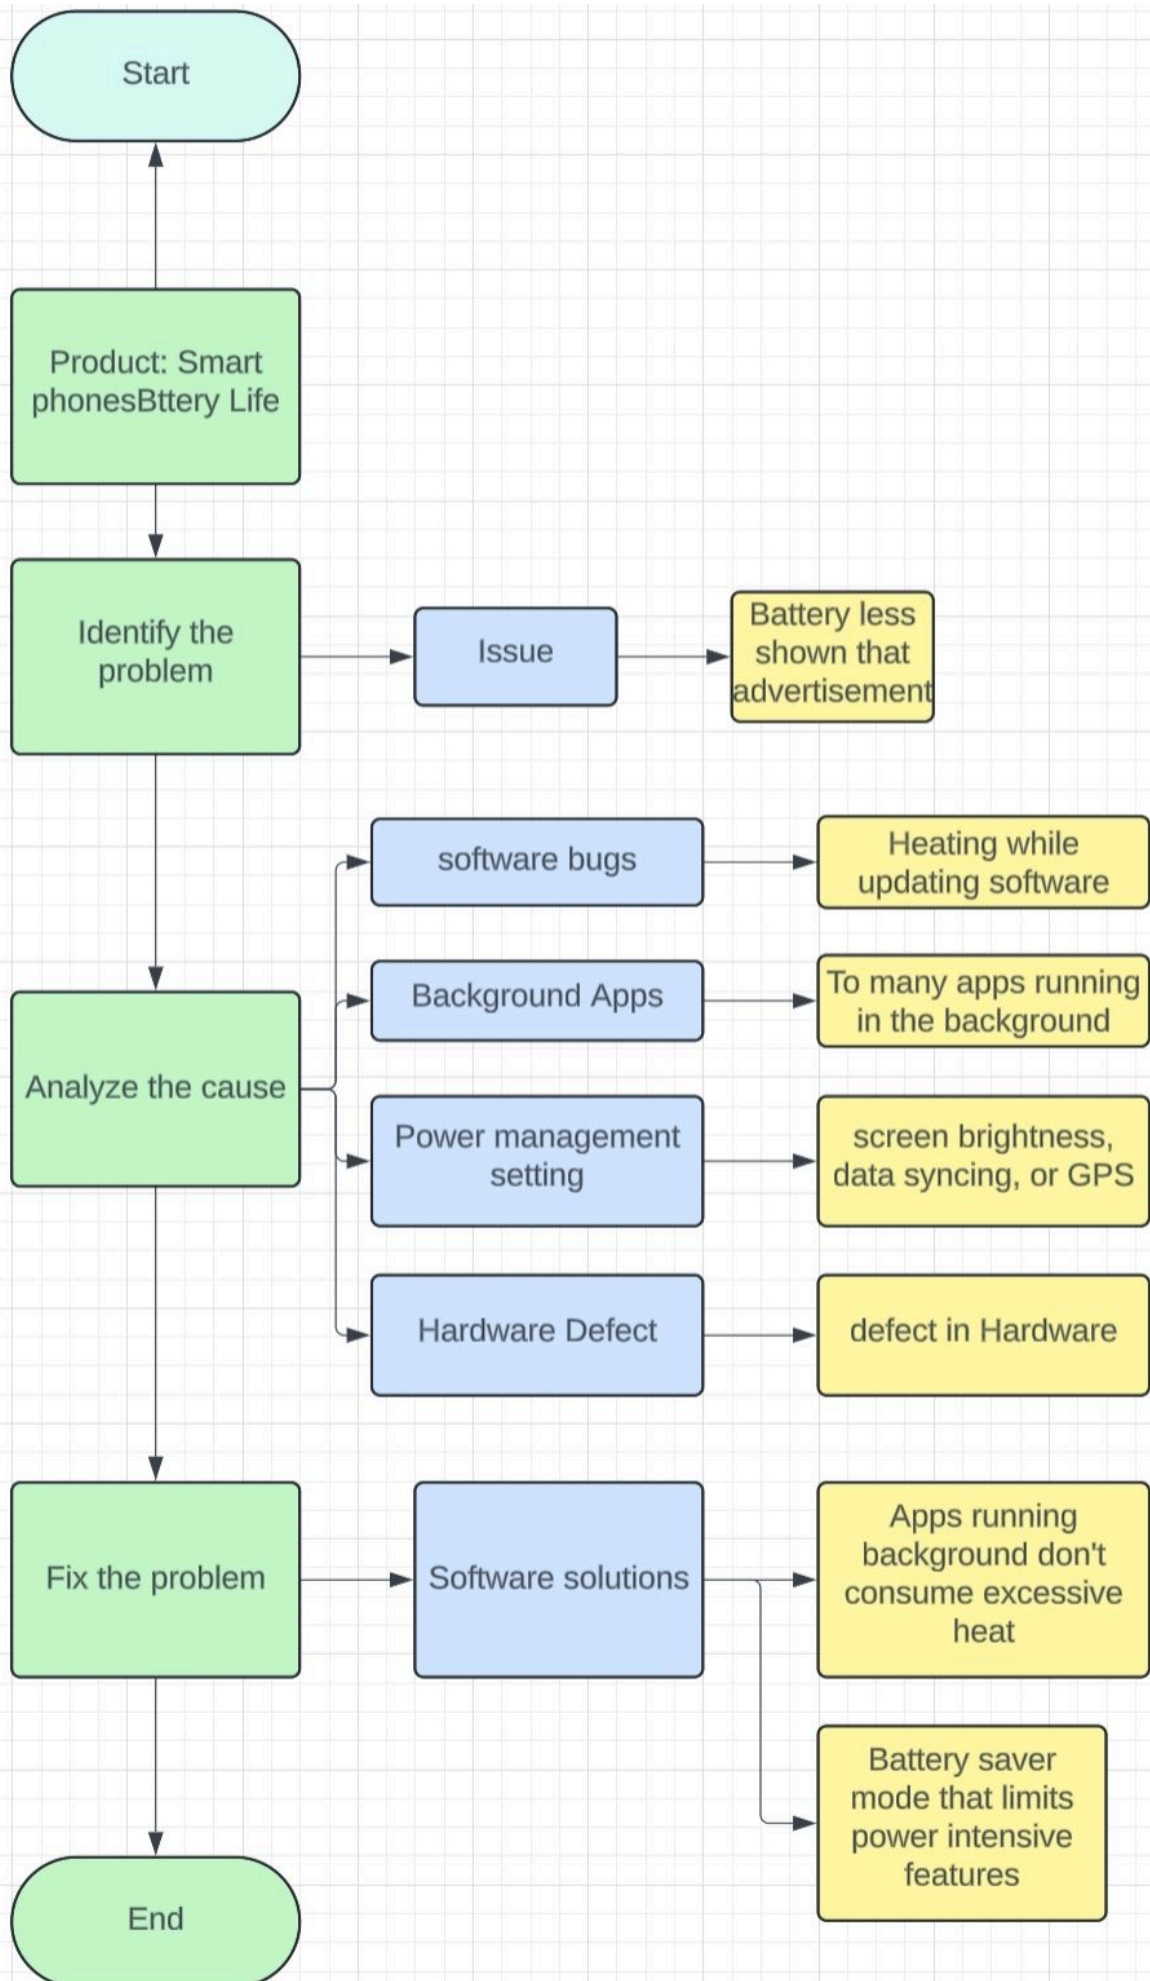 Start
Product: Smart
phonesBttery Life
Identify the
problem
Issue
Battery less
shown that
advertisement
software bugs
Heating while
updating software
Background Apps
To many apps running
in the background
Analyze the cause
Power management
setting
screen brightness,
data syncing, or GPS
Hardware Defect
defect in Hardware
Fix the problem
Software solutions
Apps running
background don't
consume excessive
heat
Battery saver
mode that limits
power intensive
features
End